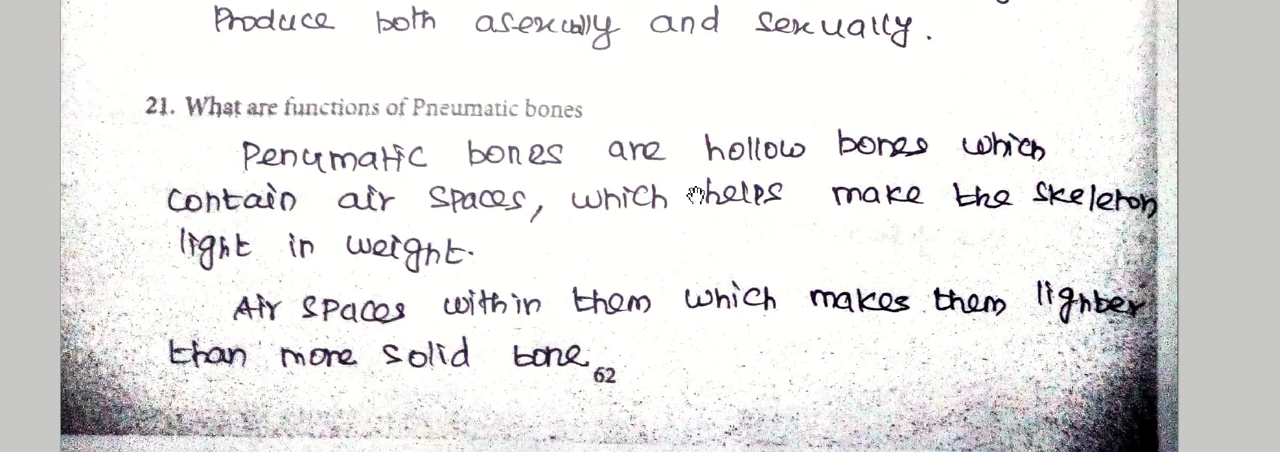 Produce both asexually and sexually.
21. What are functions of Pneumatic bones
Penumatic bones are hollow bones which
contain air spaces, which helps make the skeleton
light in weight.
Air spaces within them which makes them lighter
than more solid bone
62